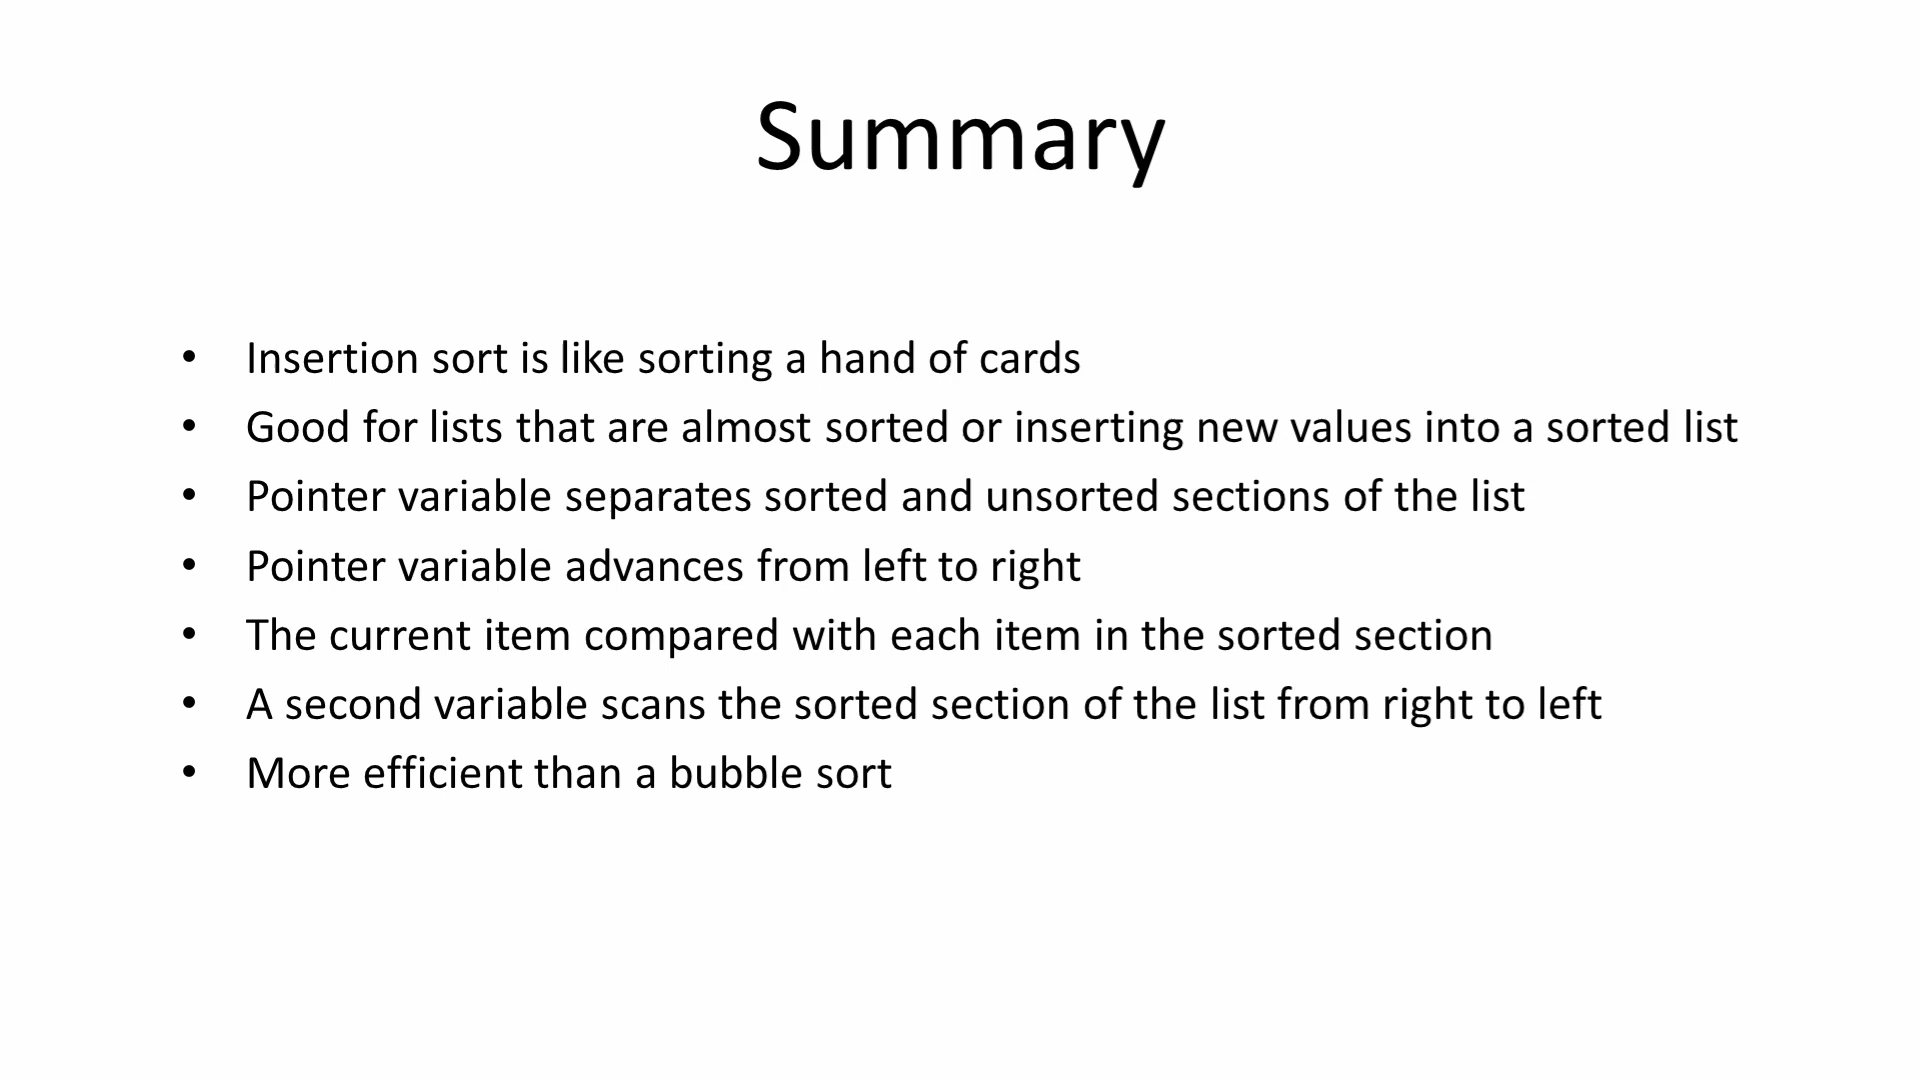 Summary
• Insertion sort is like sorting a hand of cards
• Good for lists that are almost sorted or inserting new values into a sorted list
• Pointer variable separates sorted and unsorted sections of the list
• Pointer variable advances from left to right
• The current item compared with each item in the sorted section
• A second variable scans the sorted section of the list from right to left
• More efficient than a bubble sort